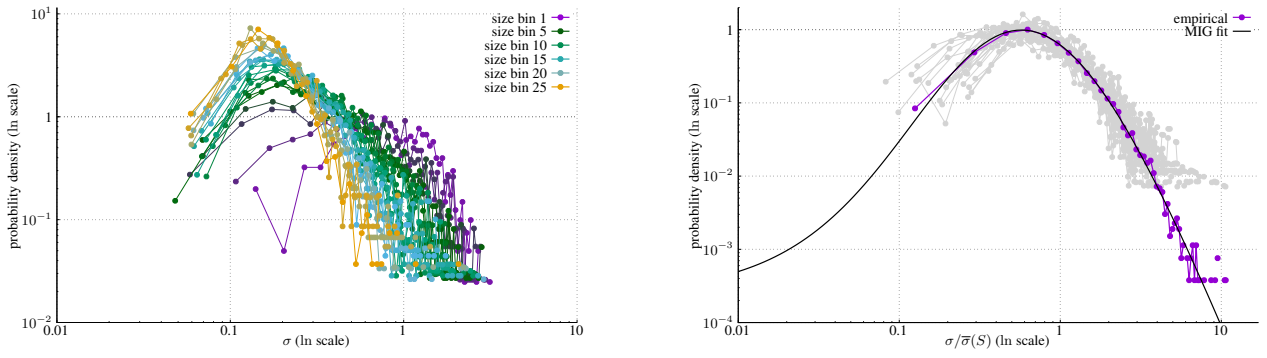 10^1
1
10^−1
10^−2
0.01
0.1
1
10
probability density (ln scale)
σ (ln scale)
size bin 1
size bin 5
size bin 10
size bin 15
size bin 20
size bin 25
1
10^−1
10^−2
10^−3
10^−4
0.01
0.1
1
10
probability density (ln scale)
σ/σ̅(S) (ln scale)
empirical
MIG fit